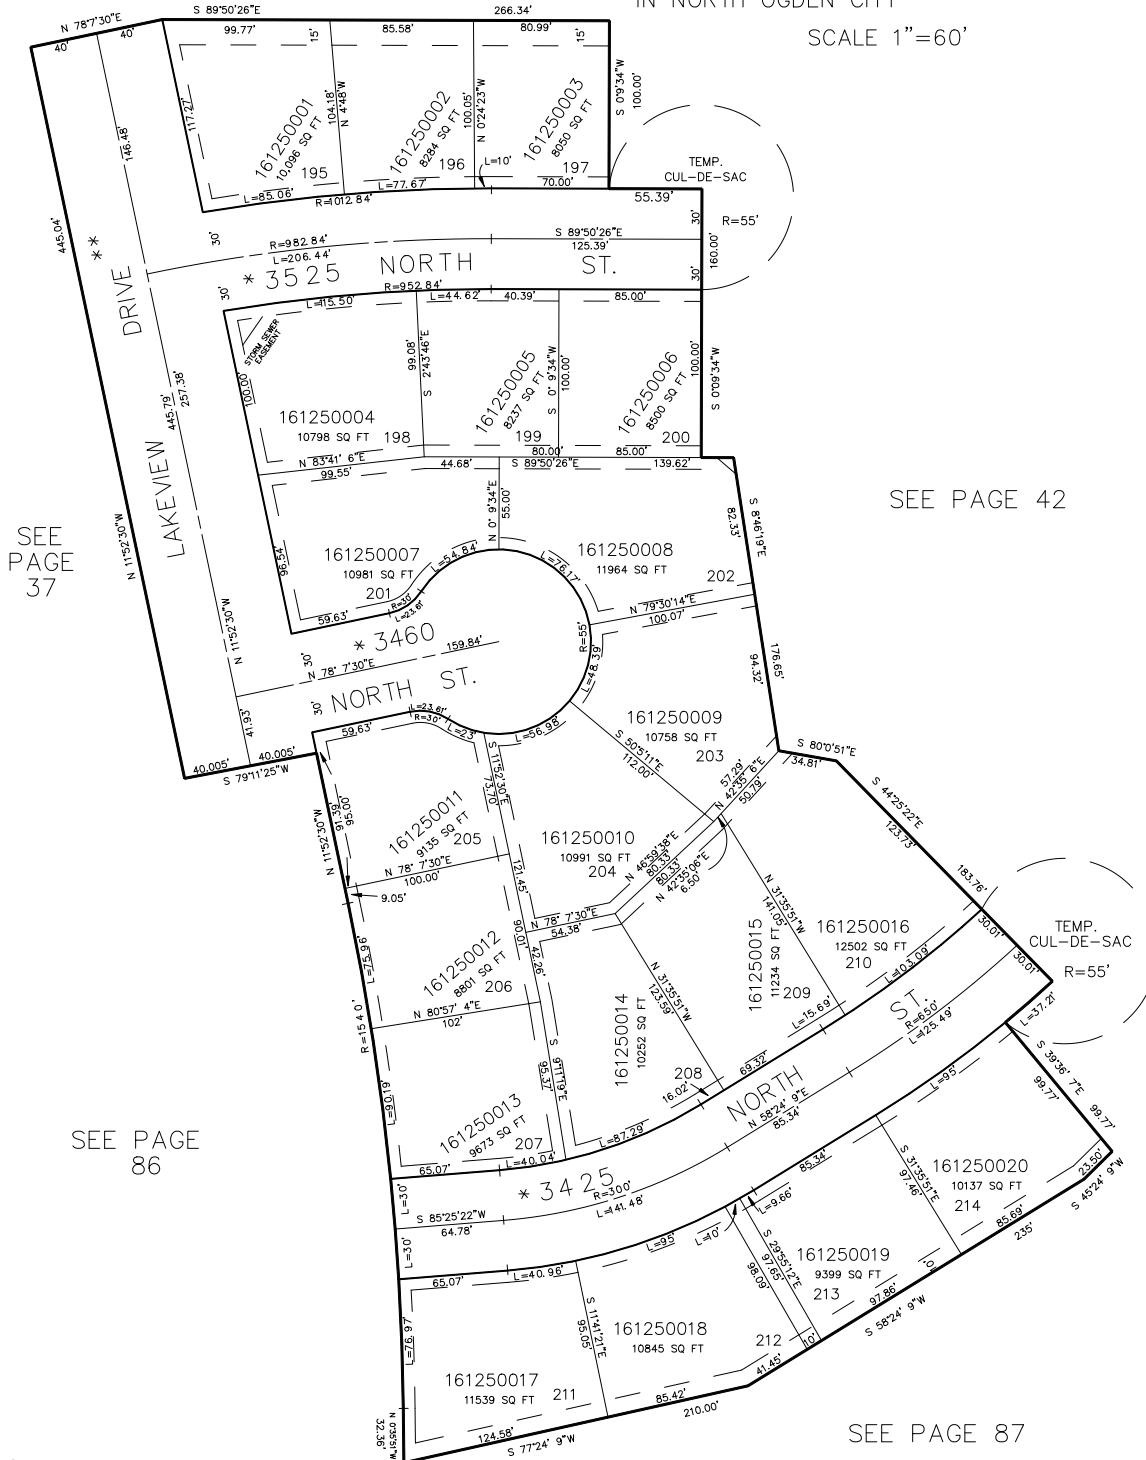 IN NORTH OGDEN CITY
SCALE 1"=60'
N 78°7'30"E
40'
40'
S 89°50'26"E
266.34'
99.77'
15'
85.58'
80.99'
15'
117.27'
161250001
10,096 SQ FT
195
104.18'
N 4°48'W
161250002
8284 SQ FT
196
100.05'
N 0°24'23"W
161250003
8050 SQ FT
197
S 0°9'34"W
100.00'
L=10'
L=85.06'
L=77.67'
R=1012.84'
70.00'
TEMP.
CUL-DE-SAC
R=55'
55.39'
30'
160.00'
30'
146.48'
445.04'
**
DRIVE
LAKEVIEW
445.79'
257.38'
N 11°52'30"W
30'
R=982.84'
L=206.44'
S 89°50'26"E
125.39'
*3525 NORTH ST.
30'
R=952.84'
L=115.50'
L=44.62'
40.39'
85.00'
STORM SEWER
EASEMENT
100.00'
161250004
10798 SQ FT
198
99.08'
S 2°43'46"E
161250005
8237 SQ FT
199
S 0° 9'34"W
100.00'
161250006
8500 SQ FT
200
100.00'
S 0°09'34"W
N 83°41' 6"E
99.55'
44.68'
80.00'
S 89°50'26"E
85.00'
139.62'
SEE PAGE 42
SEE
PAGE
37
96.54'
161250007
10981 SQ FT
201
N 0° 9'34"E
55.00'
L=54.84'
161250008
11964 SQ FT
202
L=76.17'
82.33'
S 8°46'19"E
R=30'
L=23.61'
59.63'
N 79°30'14"E
100.07'
N 11°52'30"W
30'
*3460
159.84'
N 78° 7'30"E
NORTH ST.
30'
R=55'
L=48.39'
176.65'
94.32'
41.93'
40.005'
40.005'
S 79°11'25"W
59.63'
L=23.61'
R=30'
L=23'
L=56.98'
161250009
10758 SQ FT
203
S 50°5'11"E
112.00'
S 80°0'51"E
34.81'
57.29'
N 42°35' 6"E
50.79'
N 11°52'30"W
91.39'
95.00'
161250011
9135 SQ FT
205
S 11°52'30"E
73.70'
161250010
10991 SQ FT
204
N 46°59'38"E
80.33'
80.33'
N 42°35'06"E
6.50'
S 44°25'22"E
123.73'
183.76'
N 78° 7'30"E
100.00'
9.05'
121.45'
N 78° 7'30"E
54.38'
90.01'
42.26'
L=75.96'
161250012
8801 SQ FT
206
N 80°57' 4"E
102'
R=1540'
N 31°35'51"W
123.59'
161250014
10252 SQ FT
208
N 31°35'51"W
141.05'
161250015
11234 SQ FT
209
161250016
12502 SQ FT
210
L=103.09'
L=15.69'
30.01'
30.01'
TEMP.
CUL-DE-SAC
R=55'
L=37.21'
S 9°11'19"E
95.37'
L=90.19'
161250013
9673 SQ FT
207
65.07'
L=40.04'
L=87.29'
16.02'
69.32'
ST.
R=650'
L=125.49'
NORTH
N 58°24' 9"E
85.34'
L=95'
S 39°36' 7"E
99.77'
99.77'
SEE PAGE
86
L=30'
*3425
R=300'
L=141.48'
S 85°25'22"W
64.78'
L=30'
85.34'
L=9.66'
L=10'
L=95'
65.07'
L=40.96'
S 31°35'51"E
97.46'
161250020
10137 SQ FT
214
23.50'
S 45°24' 9"W
85.69'
235'
S 29°55'12"E
97.65'
98.09'
161250019
9399 SQ FT
213
10'
97.86'
S 58°24' 9"W
L=76.97'
S 11°41'21"E
95.05'
161250018
10845 SQ FT
212
10'
41.45'
161250017
11539 SQ FT
211
85.42'
210.00'
N 0°35'51"W
32.36'
124.58'
S 77°24' 9"W
SEE PAGE 87